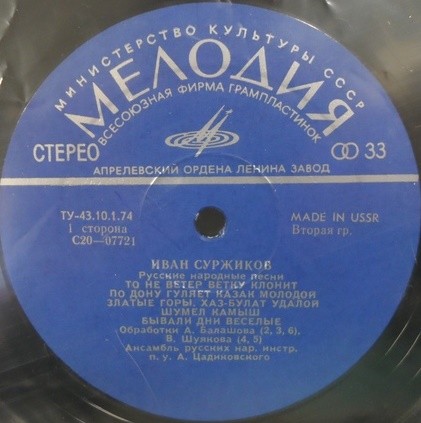 МИНИСТЕРСТВО КУЛЬТУРЫ СССР
МЕЛОДИЯ
ВСЕСОЮЗНАЯ ФИРМА ГРАМПЛАСТИНОК
СТЕРЕО 33
АПРЕЛЕВСКИЙ ОРДЕНА ЛЕНИНА ЗАВОД
ТУ-43.10.1.74 MADE IN USSR
1 сторона Вторая гр.
С20—07721
ИВАН СУРЖИКОВ
Русские народные песни
ТО НЕ ВЕТЕР ВЕТКУ КЛОНИТ
ПО ДОНУ ГУЛЯЕТ КАЗАК МОЛОДОЙ
ЗЛАТЫЕ ГОРЫ. ХАЗ-БУЛАТ УДАЛОЙ
ШУМЕЛ КАМЫШ
БЫВАЛИ ДНИ ВЕСЕЛЫЕ
Обработки А. Балашова (2, 3, 6).
В. Шулкова (4, 5)
Ансамбль русских нар. инстр.
п. у. А. Цадиковского